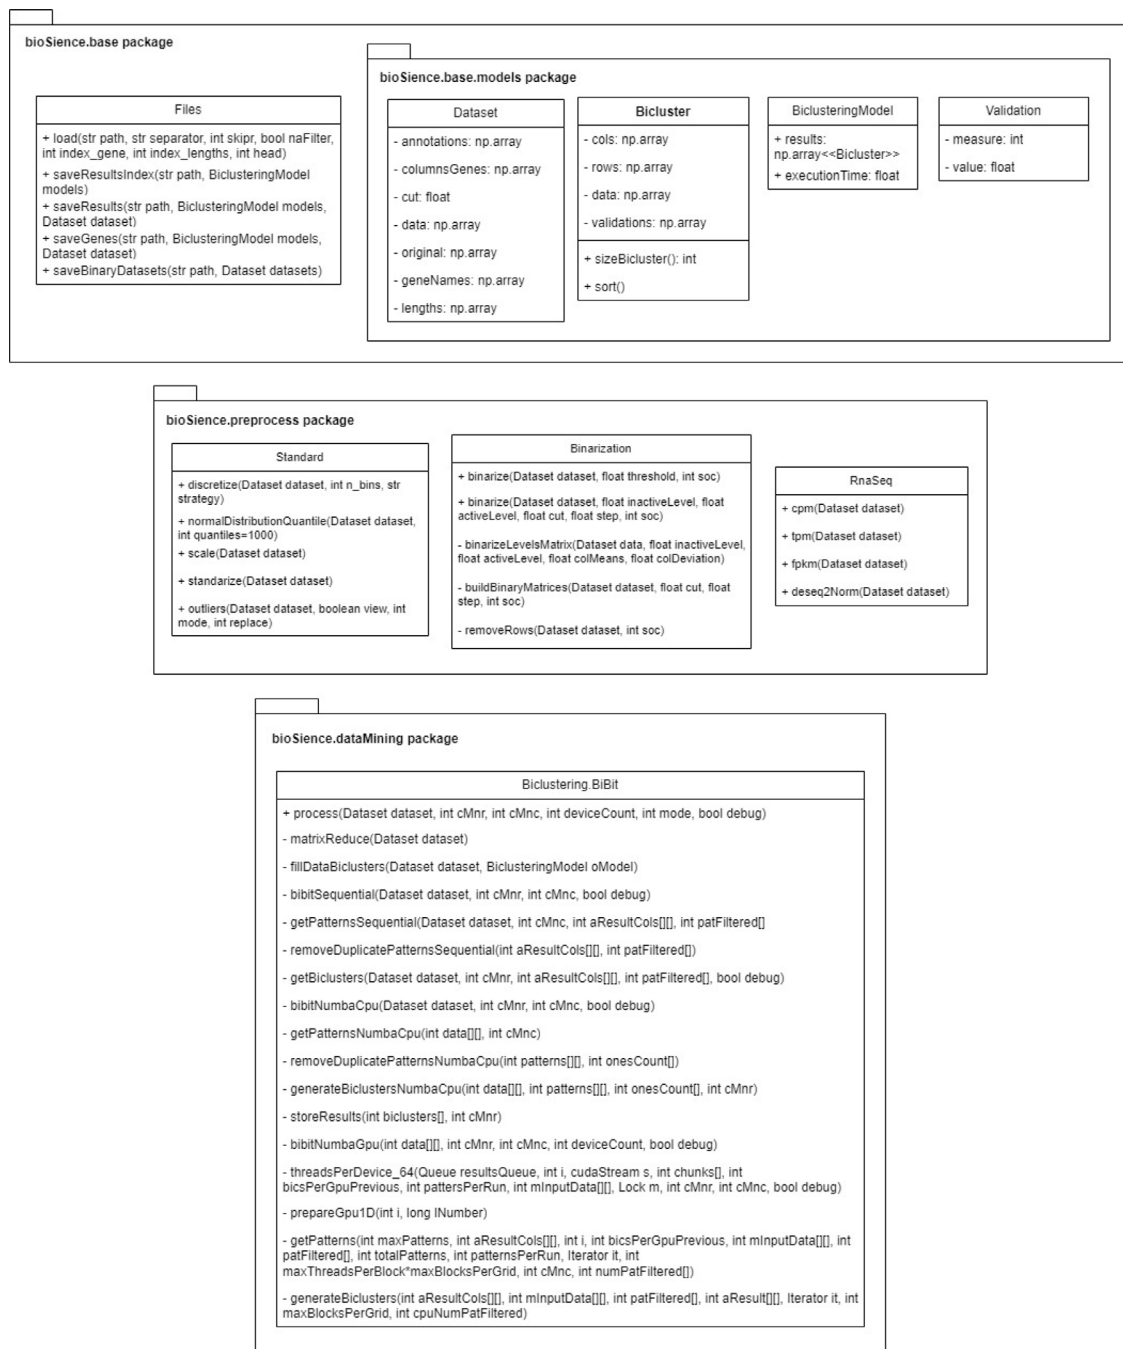 bioSience.base package
Files
+ load(str path, str separator, int skipr, bool naFilter,
int index_gene, int index_lengths, int head)
+ saveResultsIndex(str path, BiclusteringModel
models)
+ saveResults(str path, BiclusteringModel models,
Dataset dataset)
+ saveGenes(str path, BiclusteringModel models,
Dataset dataset)
+ saveBinaryDatasets(str path, Dataset datasets)
bioSience.base.models package
Dataset
- annotations: np.array
- columnsGenes: np.array
- cut: float
- data: np.array
- original: np.array
- geneNames: np.array
- lengths: np.array
Bicluster
- cols: np.array
- rows: np.array
- data: np.array
- validations: np.array
+ sizeBicluster(): int
+ sort()
BiclusteringModel
+ results:
np.array<<Bicluster>>
+ executionTime: float
Validation
- measure: int
- value: float
bioSience.preprocess package
Standard
+ discretize(Dataset dataset, int n_bins, str
strategy)
+ normalDistributionQuantile(Dataset dataset,
int quantiles=1000)
+ scale(Dataset dataset)
+ standarize(Dataset dataset)
+ outliers(Dataset dataset, boolean view, int
mode, int replace)
Binarization
+ binarize(Dataset dataset, float threshold, int soc)
+ binarize(Dataset dataset, float inactiveLevel, float
activeLevel, float cut, float step, int soc)
- binarizeLevelsMatrix(Dataset data, float inactiveLevel,
float activeLevel, float colMeans, float colDeviation)
- buildBinaryMatrices(Dataset dataset, float cut, float
step, int soc)
- removeRows(Dataset dataset, int soc)
RnaSeq
+ cpm(Dataset dataset)
+ tpm(Dataset dataset)
+ fpkm(Dataset dataset)
+ deseq2Norm(Dataset dataset)
bioSience.dataMining package
Biclustering.BiBit
+ process(Dataset dataset, int cMnr, int cMnc, int deviceCount, int mode, bool debug)
- matrixReduce(Dataset dataset)
- fillDataBiclusters(Dataset dataset, BiclusteringModel oModel)
- bibitSequential(Dataset dataset, int cMnr, int cMnc, bool debug)
- getPatternsSequential(Dataset dataset, int cMnc, int aResultCols[][], int patFiltered[]
- removeDuplicatePatternsSequential(int aResultCols[][], int patFiltered[])
- getBiclusters(Dataset dataset, int cMnr, int aResultCols[][], int patFiltered[], bool debug)
- bibitNumbaCpu(Dataset dataset, int cMnr, int cMnc, bool debug)
- getPatternsNumbaCpu(int data[][], int cMnc)
- removeDuplicatePatternsNumbaCpu(int patterns[][], int onesCount[])
- generateBiclustersNumbaCpu(int data[][], int patterns[][], int onesCount[], int cMnr)
- storeResults(int biclusters[], int cMnr)
- bibitNumbaGpu(int data[][], int cMnr, int cMnc, int deviceCount, bool debug)
- threadsPerDevice_64(Queue resultsQueue, int i, cudaStream s, int chunks[], int
bicsPerGpuPrevious, int pattersPerRun, int mInputData[][], Lock m, int cMnr, int cMnc, bool debug)
- prepareGpu1D(int i, long lNumber)
- getPatterns(int maxPatterns, int aResultCols[][], int i, int bicsPerGpuPrevious, int mInputData[][], int
patFiltered[], int totalPatterns, int patternsPerRun, Iterator it, int
maxThreadsPerBlock*maxBlocksPerGrid, int cMnc, int numPatFiltered[])
- generateBiclusters(int aResultCols[][], int mInputData[][], int patFiltered[], int aResult[][], Iterator it, int
maxBlocksPerGrid, int cpuNumPatFiltered)